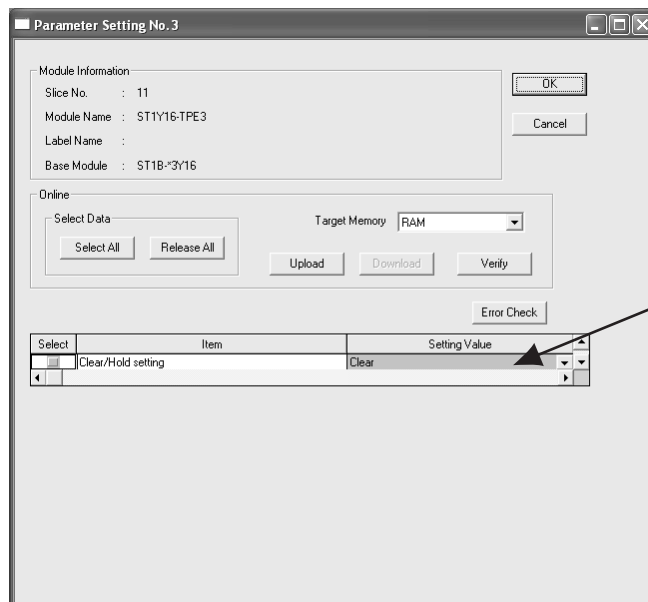 Parameter Setting No.3
Module Information
Slice No. : 11
OK
Module Name : ST1Y16-TPE3
Label Name :
Cancel
Base Module : ST1B-*3Y16
Online
Select Data
Target Memory RAM
Select All Release All
Upload Download Verify
Error Check
Select Item Setting Value
Clear/Hold setting Clear